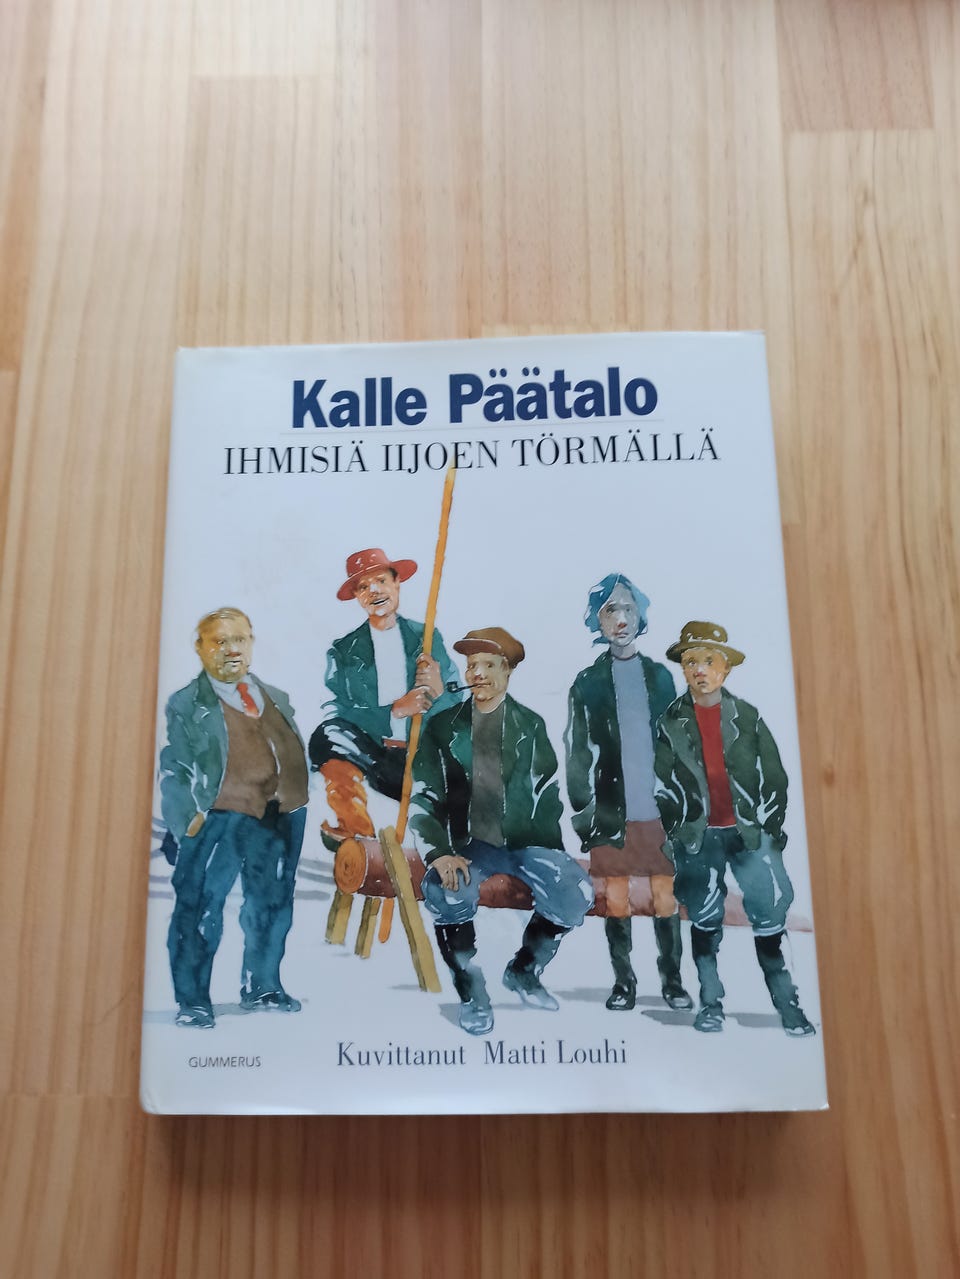 Kalle Päätalo
IHMISIÄ IIJOEN TÖRMÄLLÄ
Kuvittanut Matti Louhi
GUMMERUS